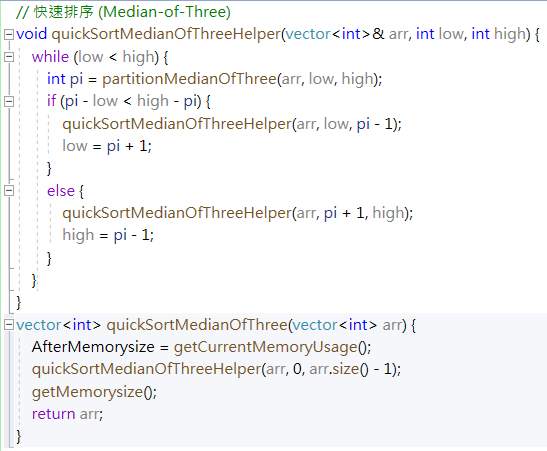 // 快速排序 (Median-of-Three)
void quickSortMedianOfThreeHelper(vector<int>& arr, int low, int high) {
while (low < high) {
int pi = partitionMedianOfThree(arr, low, high);
if (pi - low < high - pi) {
quickSortMedianOfThreeHelper(arr, low, pi - 1);
low = pi + 1;
}
else {
quickSortMedianOfThreeHelper(arr, pi + 1, high);
high = pi - 1;
}
}
}
vector<int> quickSortMedianOfThree(vector<int> arr) {
AfterMemorysize = getCurrentMemoryUsage();
quickSortMedianOfThreeHelper(arr, 0, arr.size() - 1);
getMemorysize();
return arr;
}